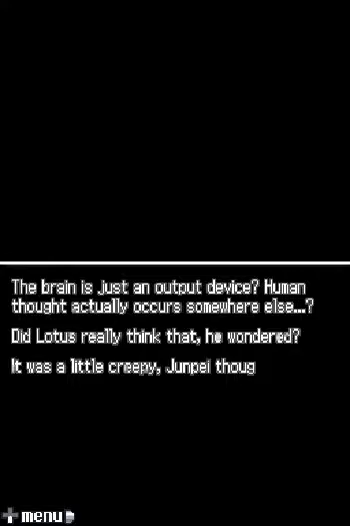 The brain is just an output device? Human
thought actually occurs somewhere else...?
Did Lotus really think that, he wondered?
It was a little creepy, Junpei thoug
menu